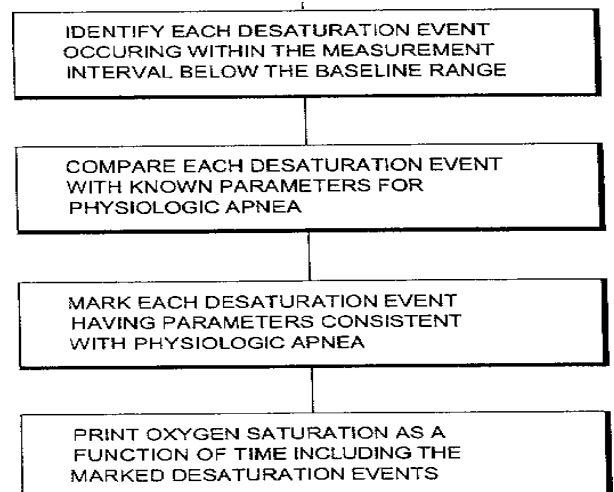 IDENTIFY EACH DESATURATION EVENT
OCCURING WITHIN THE MEASUREMENT
INTERVAL BELOW THE BASELINE RANGE
COMPARE EACH DESATURATION EVENT
WITH KNOWN PARAMETERS FOR
PHYSIOLOGIC APNEA
MARK EACH DESATURATION EVENT
HAVING PARAMETERS CONSISTENT
WITH PHYSIOLOGIC APNEA
PRINT OXYGEN SATURATION AS A
FUNCTION OF TIME INCLUDING THE
MARKED DESATURATION EVENTS